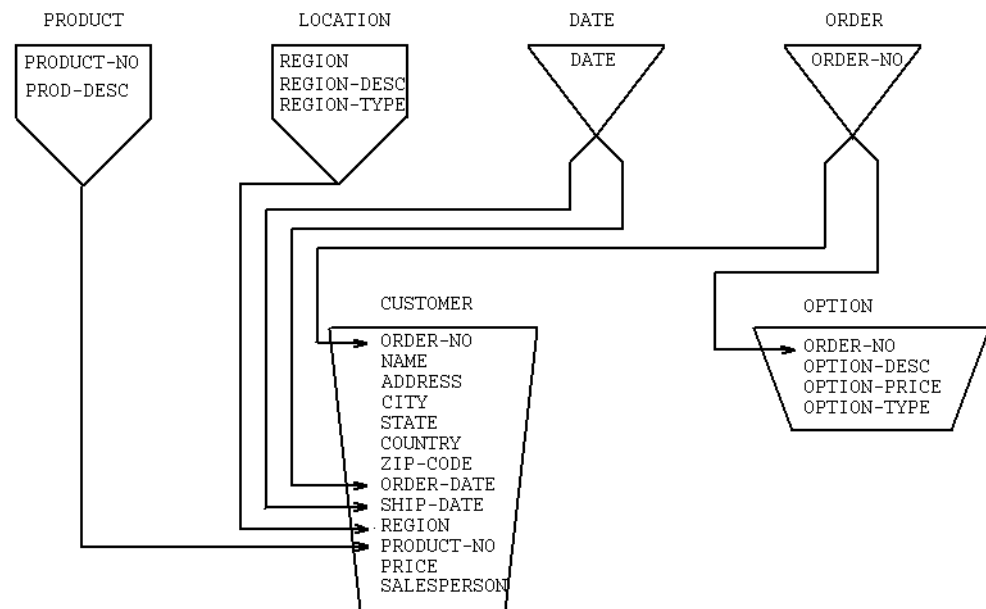 PRODUCT
LOCATION
DATE
ORDER
PRODUCT-NO
PROD-DESC
REGION
REGION-DESC
REGION-TYPE
DATE
ORDER-NO
CUSTOMER
ORDER-NO
NAME
ADDRESS
CITY
STATE
COUNTRY
ZIP-CODE
ORDER-DATE
SHIP-DATE
REGION
PRODUCT-NO
PRICE
SALESPERSON
OPTION
ORDER-NO
OPTION-DESC
OPTION-PRICE
OPTION-TYPE